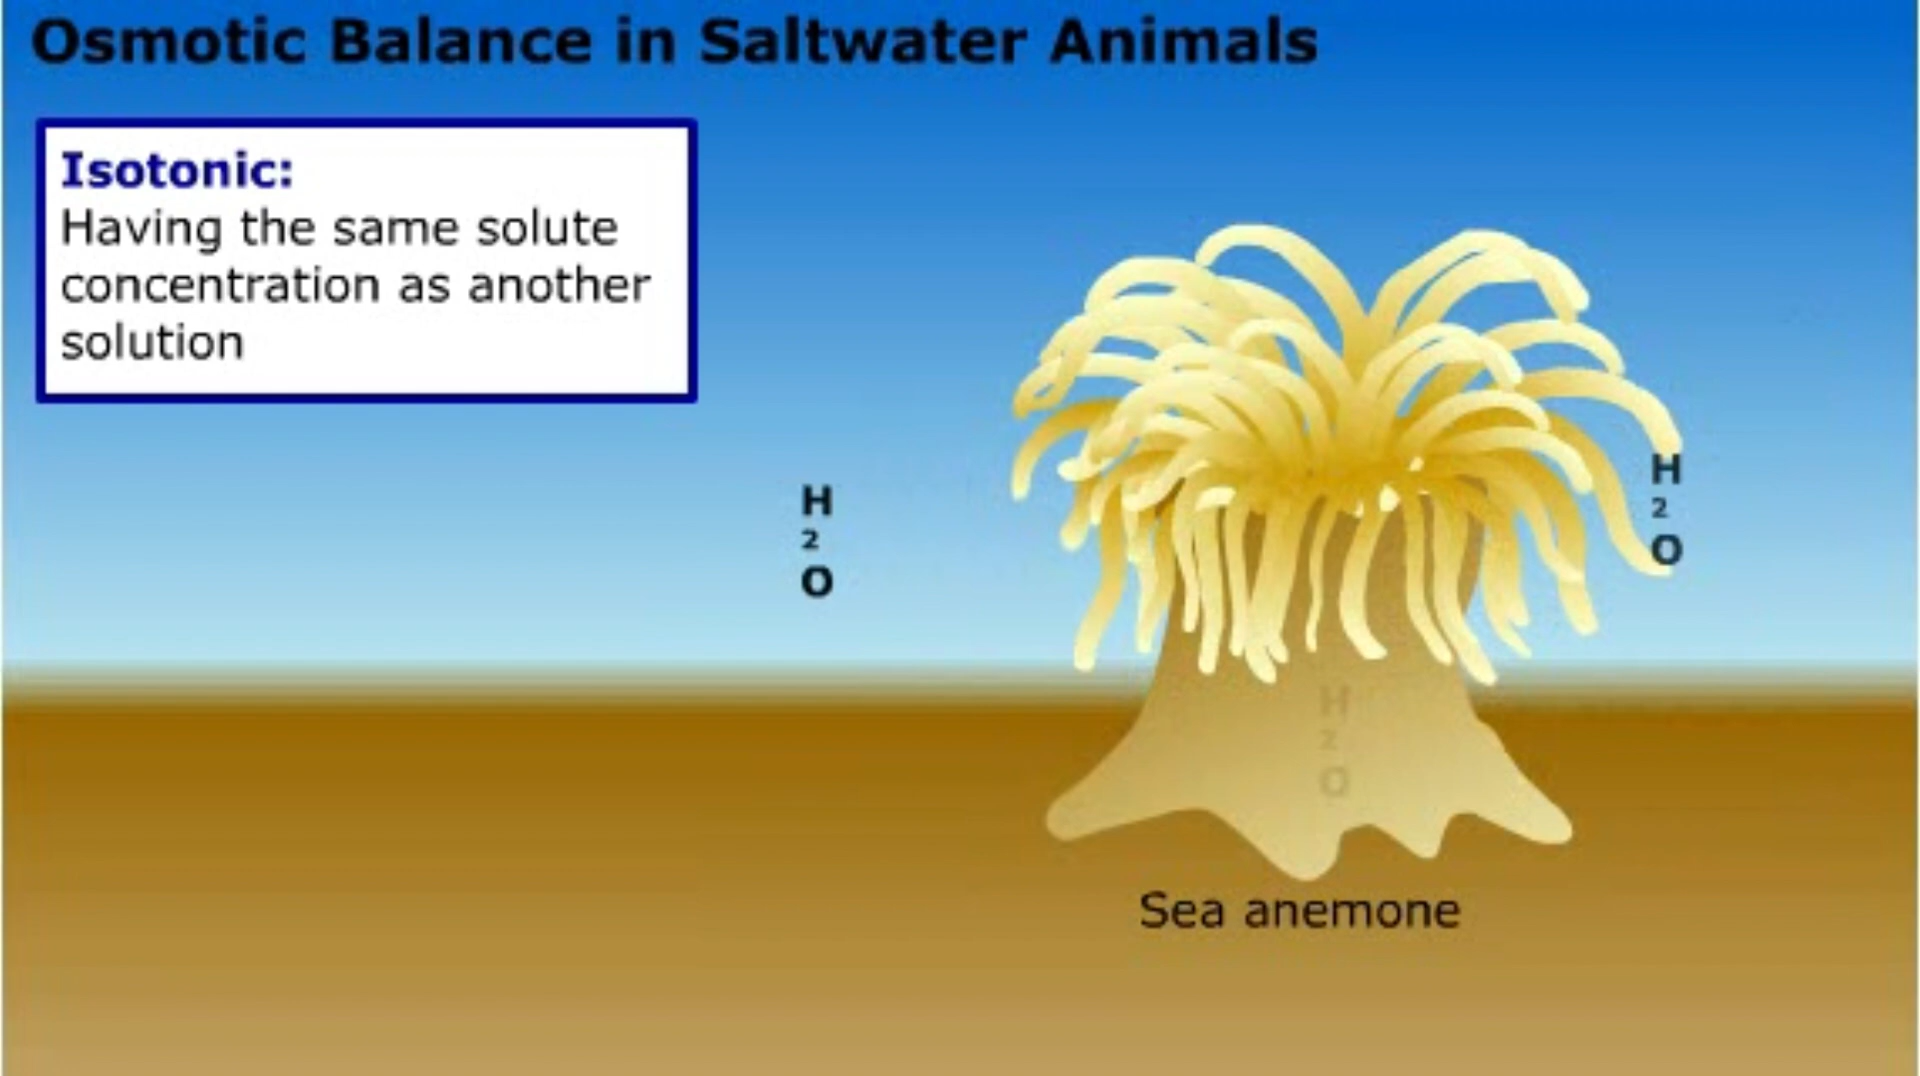 Osmotic Balance in Saltwater Animals
Isotonic:
Having the same solute
concentration as another
solution
H
2
O
H
2
O
H
2
O
Sea anemone